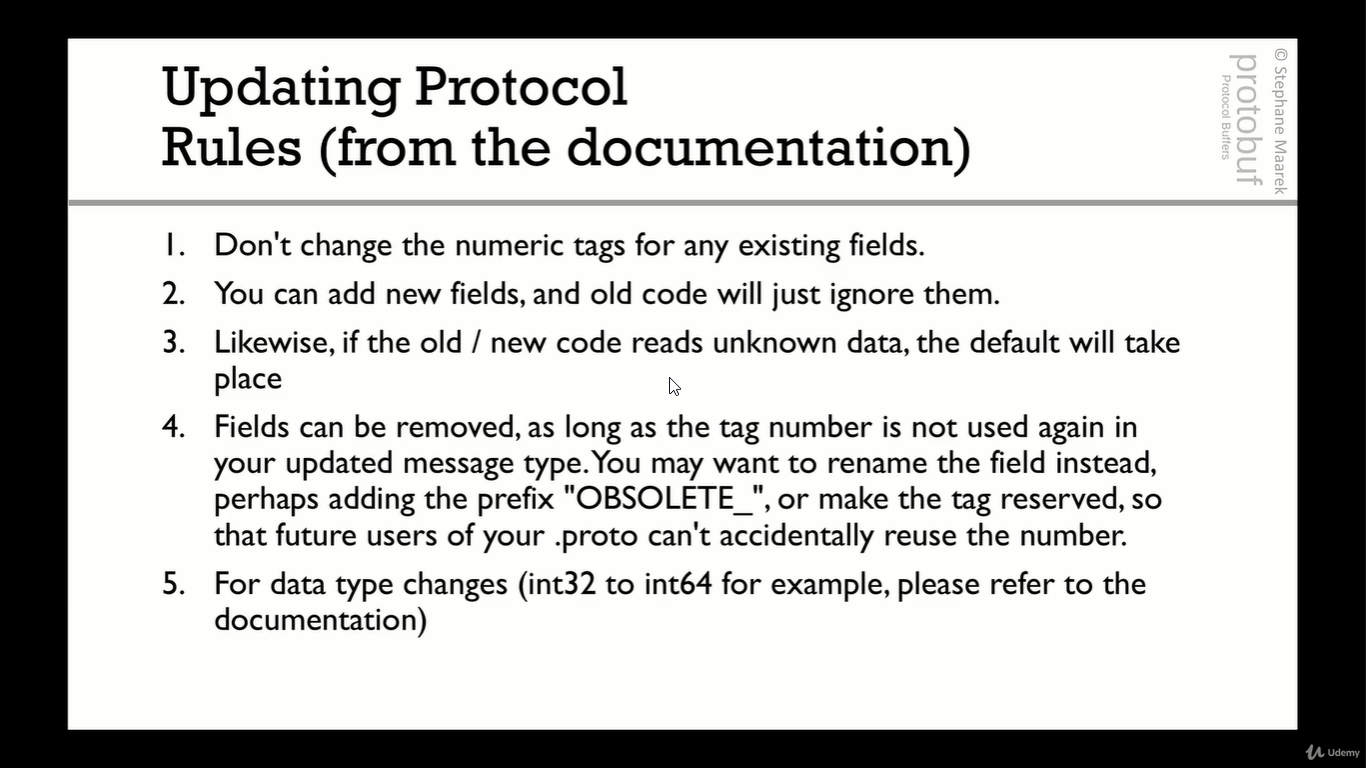 Updating Protocol
Rules (from the documentation)
© Stephane Maarek
protobuf
Protocol Buffers
1. Don't change the numeric tags for any existing fields.
2. You can add new fields, and old code will just ignore them.
3. Likewise, if the old / new code reads unknown data, the default will take
place
4. Fields can be removed, as long as the tag number is not used again in
your updated message type. You may want to rename the field instead,
perhaps adding the prefix "OBSOLETE_", or make the tag reserved, so
that future users of your .proto can't accidentally reuse the number.
5. For data type changes (int32 to int64 for example, please refer to the
documentation)
Udemy